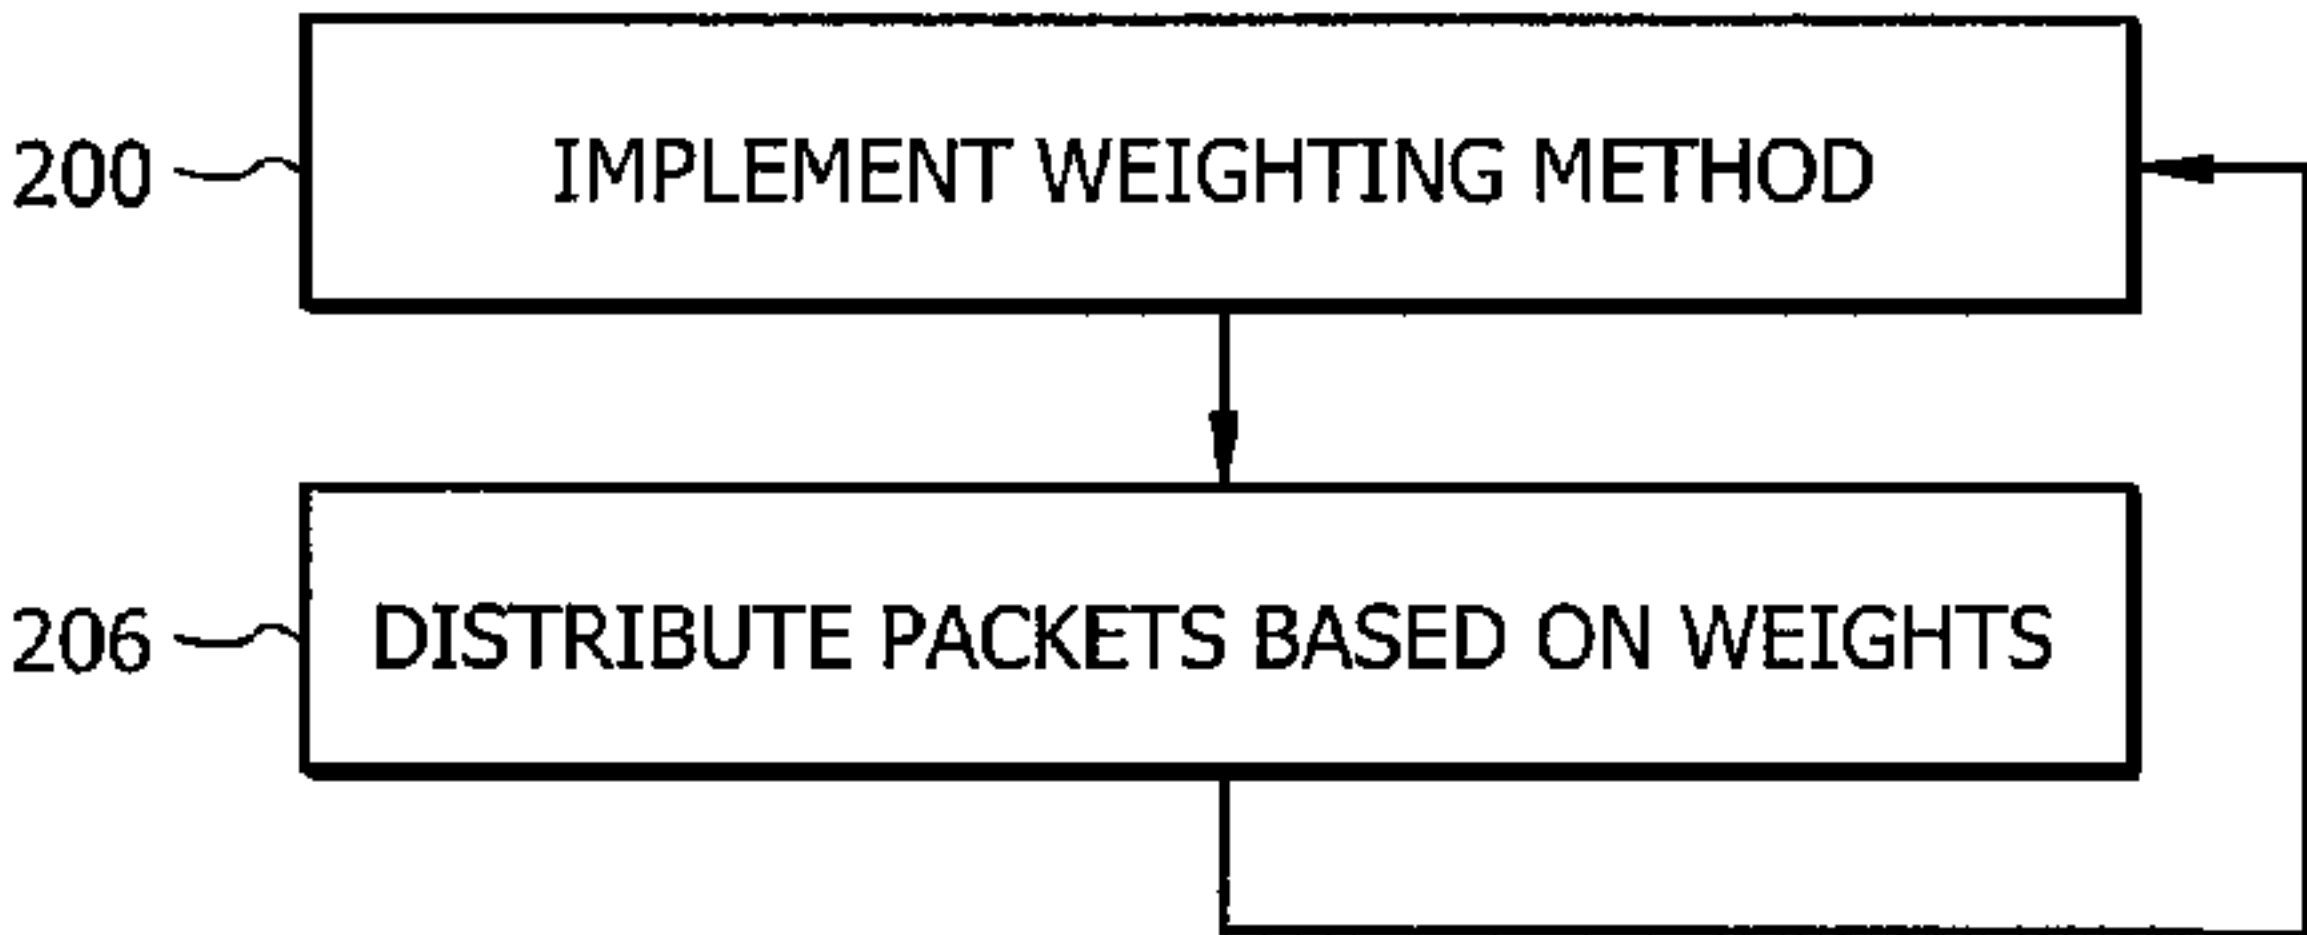 200
IMPLEMENT WEIGHTING METHOD
206
DISTRIBUTE PACKETS BASED ON WEIGHTS